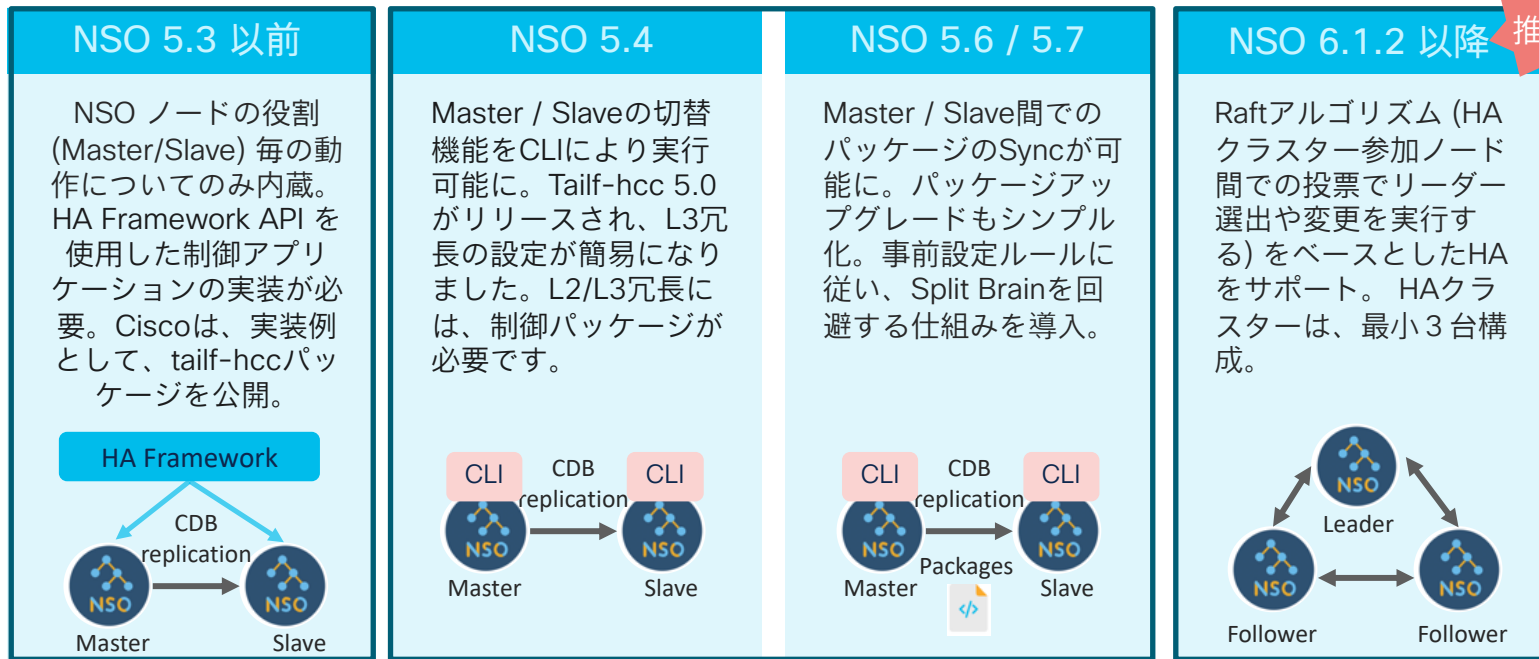 NSO 5.3 以前
NSO ノードの役割
(Master/Slave) 毎の動
作についてのみ内蔵。
HA Framework API を
使用した制御アプリ
ケーションの実装が必
要。Ciscoは、実装例
として、tailf-hccパッ
ケージを公開。
HA Framework
CDB
replication
NSO
NSO
Master
Slave
NSO 5.4
Master / Slaveの切替
機能をCLIにより実行
可能に。Tailf-hcc 5.0
がリリースされ、L3冗
長の設定が簡易になり
ました。L2/L3冗長に
は、制御パッケージが
必要です。
CLI
CDB
replication
CLI
NSO
NSO
Master
Slave
NSO 5.6 / 5.7
Master / Slave間での
パッケージのSyncが可
能に。パッケージアッ
プグレードもシンプル
化。事前設定ルールに
従い、Split Brainを回
避する仕組みを導入。
CLI
CDB
replication
CLI
NSO
NSO
Master
Packages
Slave
</>
NSO 6.1.2 以降
推
Raftアルゴリズム (HA
クラスター参加ノード
間での投票でリーダー
選出や変更を実行す
る) をベースとしたHA
をサポート。 HAクラ
スターは、最小３台構
成。
NSO
Leader
NSO
NSO
Follower
Follower